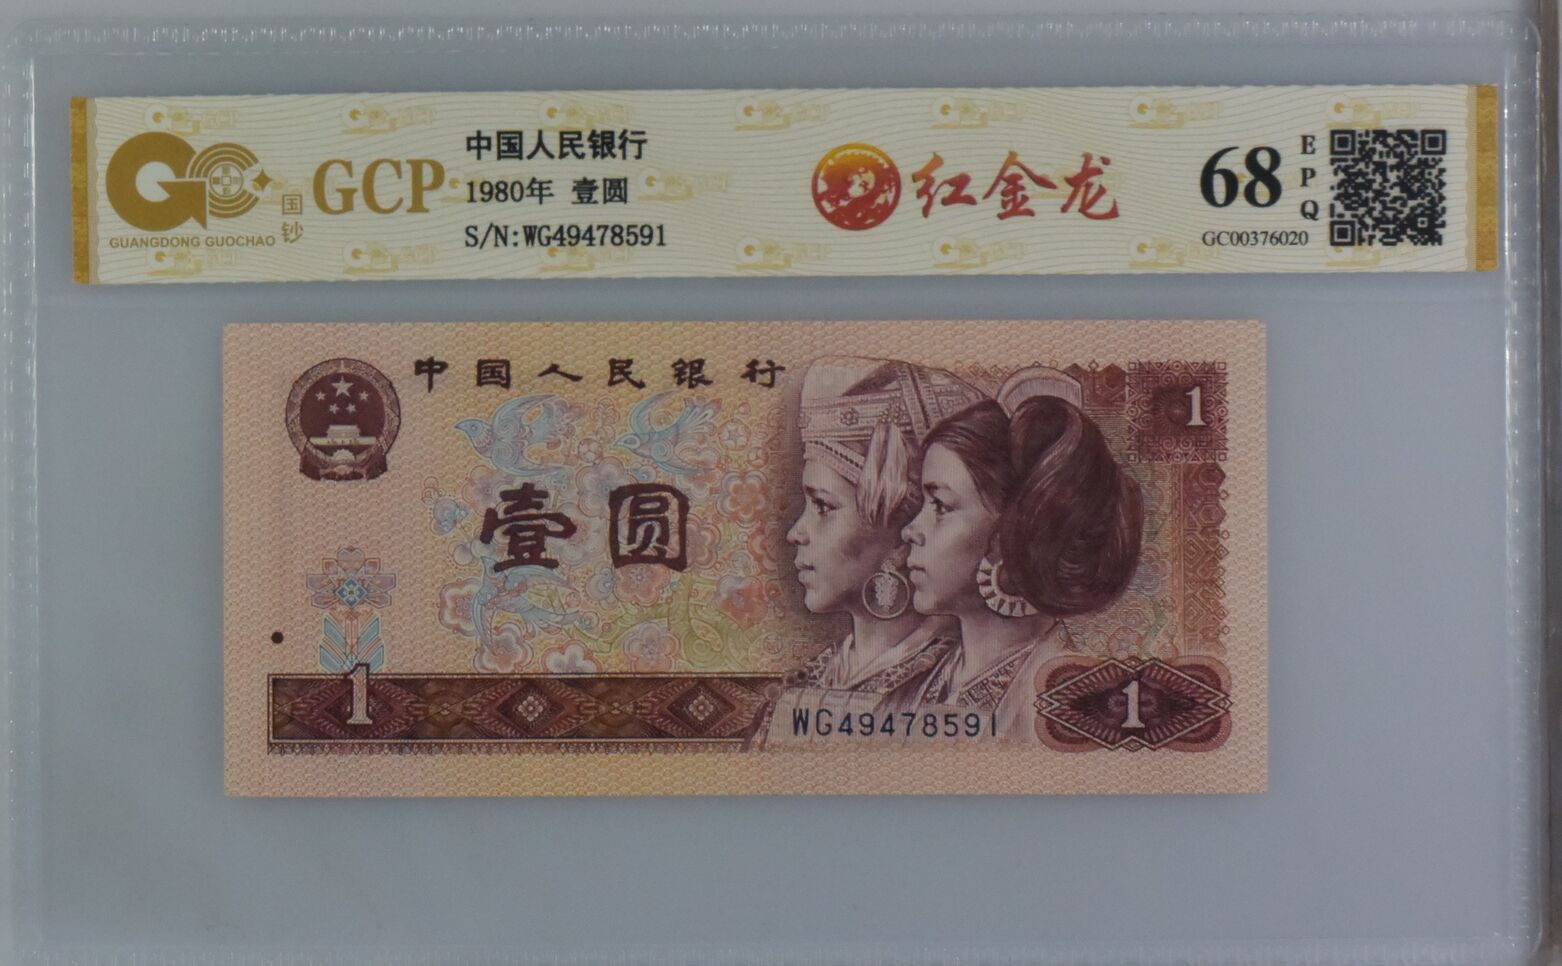 GCP
国钞
GUANGDONG GUOCHAO
中国人民银行
1980年 壹圆
S/N:WG49478591
红金龙
68
EPQ
GC00376020
中国人民银行
1
壹圆
1
WG49478591
1